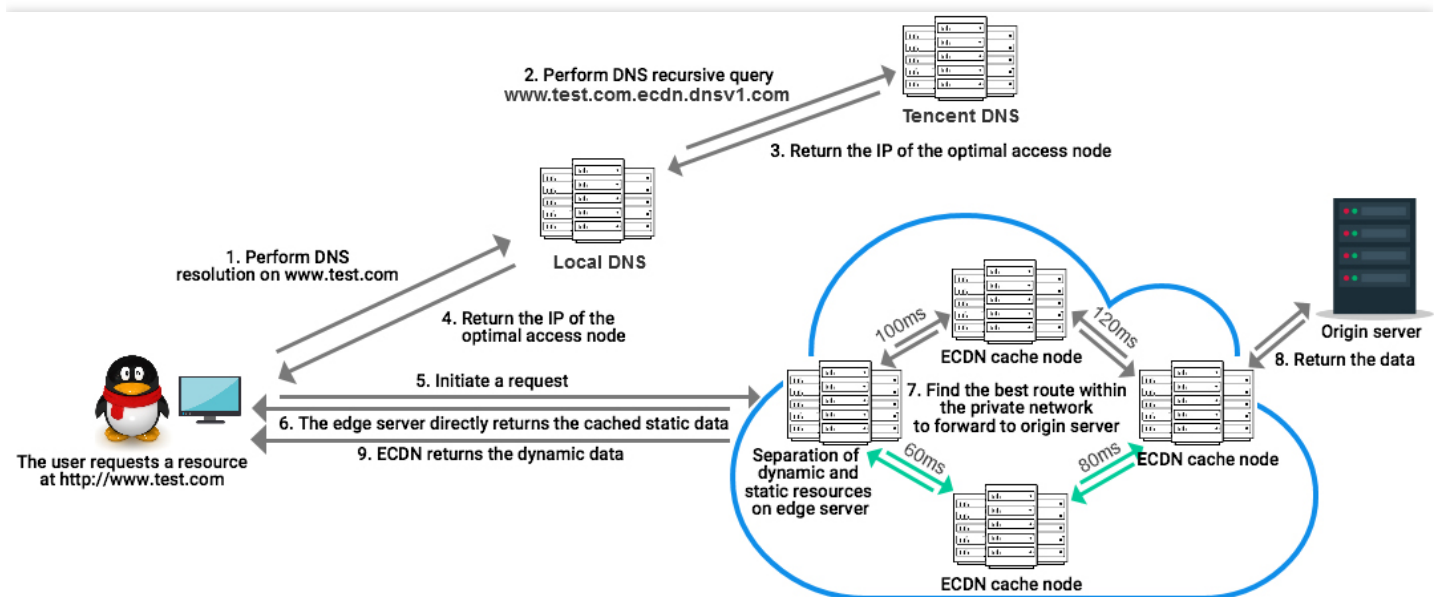 2. Perform DNS recursive query
www.test.com.ecdn.dnsv1.com
Tencent DNS
3. Return the IP of the optimal access node
1. Perform DNS
resolution on www.test.com
Local DNS
4. Return the IP of the
optimal access node
100ms
120ms
ECDN cache node
Origin server
8. Return the data
5. Initiate a request
6. The edge server directly returns the cached static data
9. ECDN returns the dynamic data
7. Find the best route within
the private network
to forward to origin server
The user requests a resource
at http://www.test.com
Separation of
dynamic and
static resources
on edge server
60ms
80ms
ECDN cache node
ECDN cache node